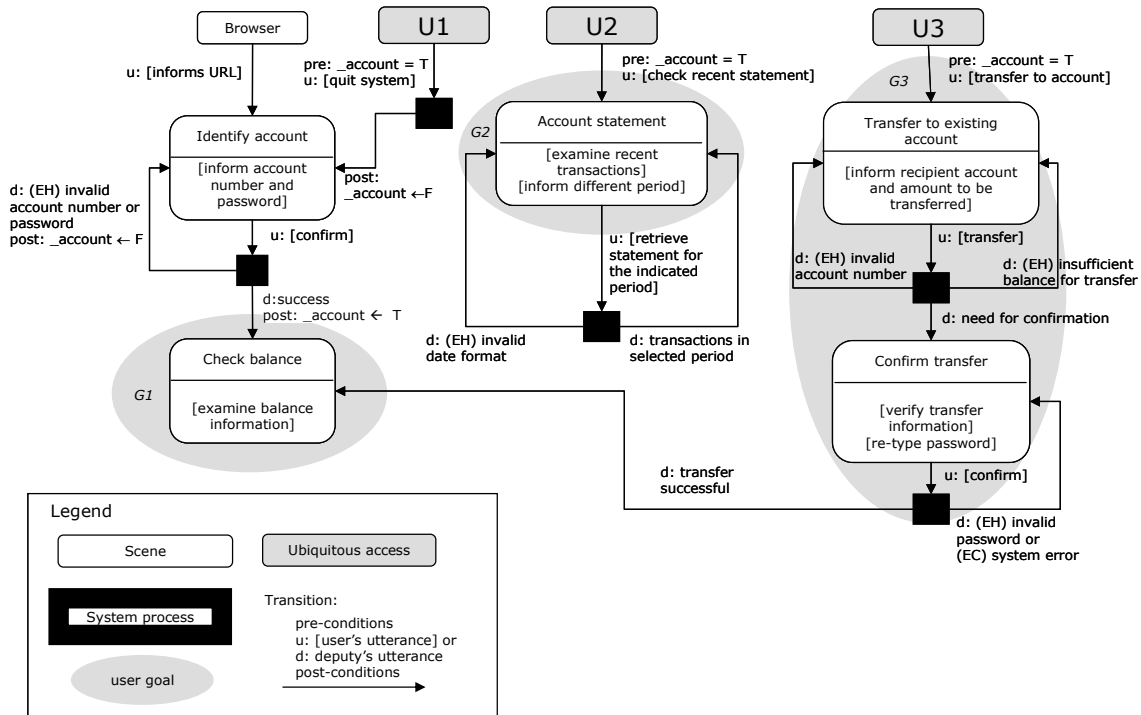 Browser
U1
U2
U3
u: [informs URL]
pre: _account = T
u: [quit system]
pre: _account = T
u: [check recent statement]
pre: _account = T
u: [transfer to account]
G3
Identify account
[inform account
number and
password]
post:
_account ←F
d: (EH) invalid
account number or
password
post: _account ← F
u: [confirm]
d:success
post: _account ← T
G1
Check balance
[examine balance
information]
G2
Account statement
[examine recent
transactions]
[inform different period]
u: [retrieve
statement for
the indicated
period]
d: (EH) invalid
date format
d: transactions in
selected period
Transfer to existing
account
[inform recipient account
and amount to be
transferred]
u: [transfer]
d: (EH) invalid
account number
d: (EH) insufficient
balance for transfer
d: need for confirmation
Confirm transfer
[verify transfer
information]
[re-type password]
u: [confirm]
d: transfer
successful
d: (EH) invalid
password or
(EC) system error
Legend
Scene
Ubiquitous access
System process
user goal
Transition:
pre-conditions
u: [user's utterance] or
d: deputy's utterance
post-conditions